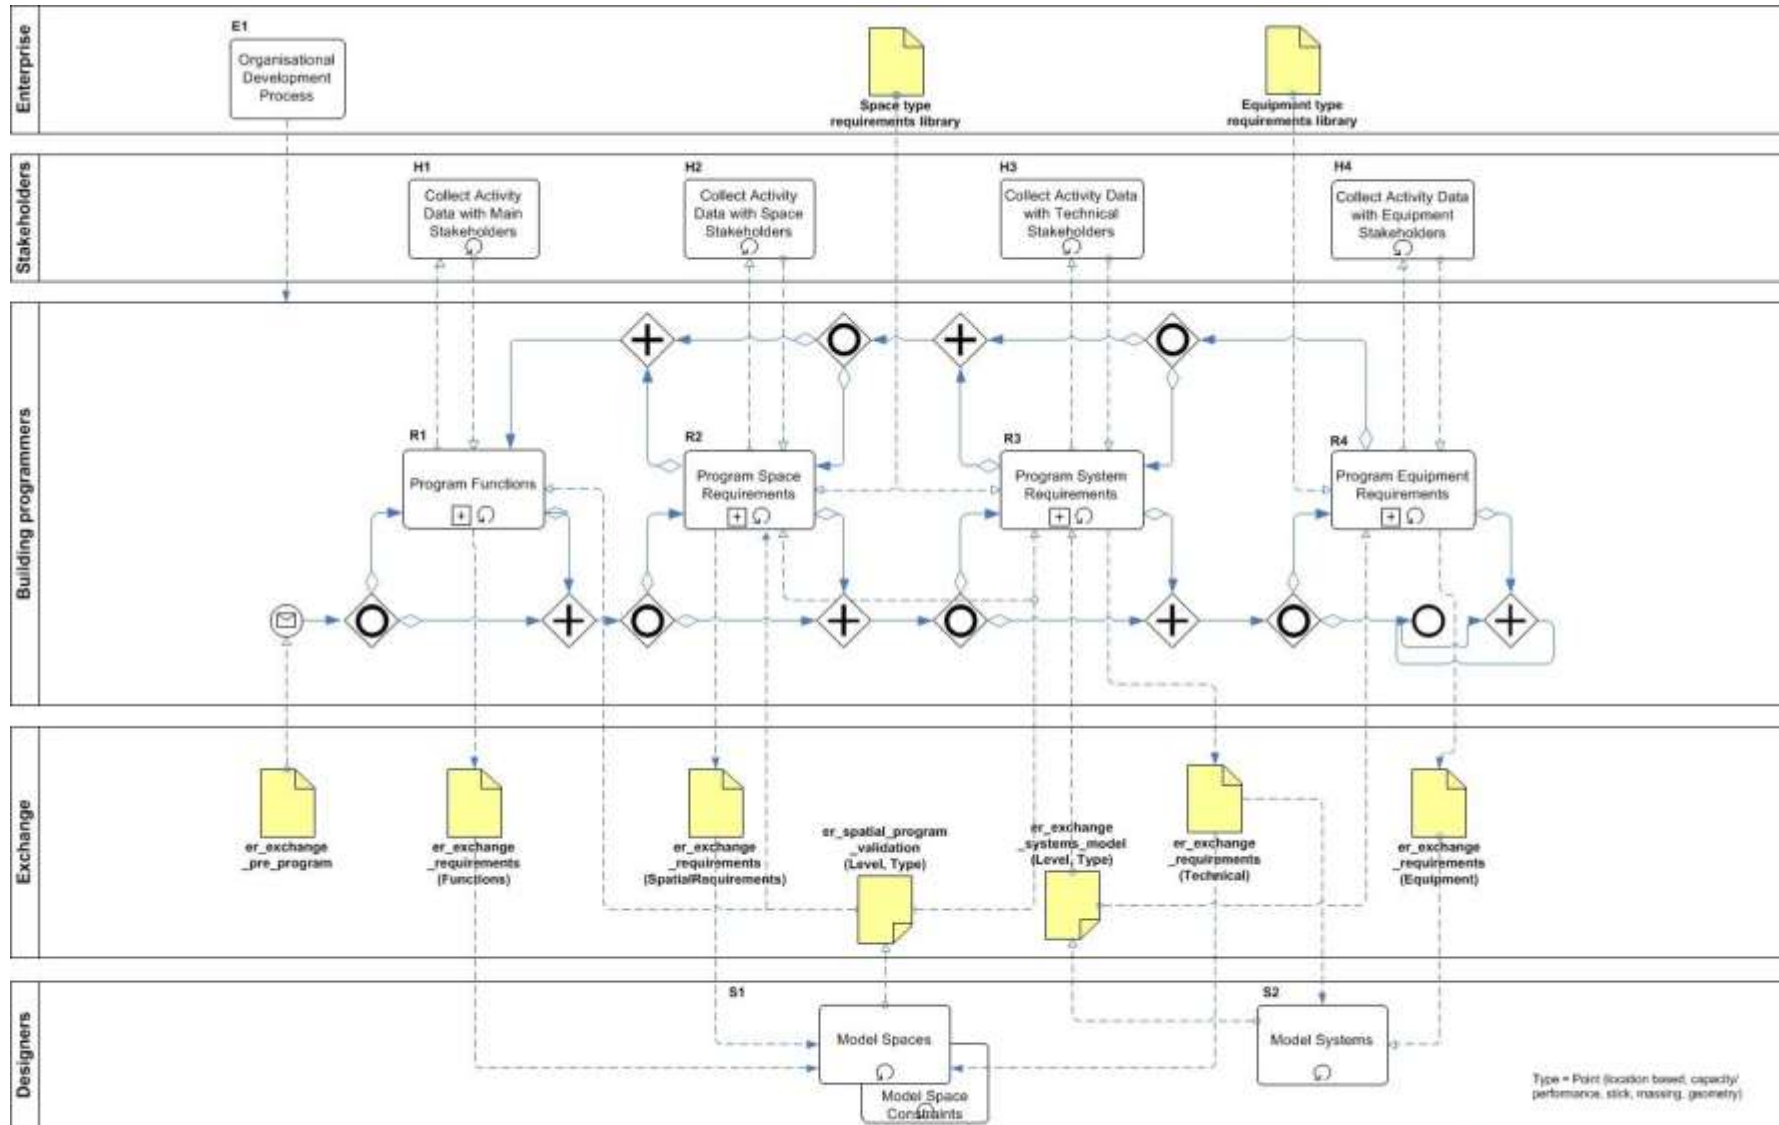 Enterprise
E1
Organisational
Development
Process
Space type
requirements library
Equipment type
requirements library
Stakeholders
H1
Collect Activity
Data with Main
Stakeholders
H2
Collect Activity
Data with Space
Stakeholders
H3
Collect Activity Data
with Technical
Stakeholders
H4
Collect Activity Data
with Equipment
Stakeholders
Building programmers
R1
Program Functions
R2
Program Space
Requirements
R3
Program System
Requirements
R4
Program Equipment
Requirements
Exchange
er_exchange
_pre_program
er_exchange
_requirements
(Functions)
er_exchange
_requirements
(SpatialRequirements)
er_spatial_program
_validation
(Level, Type)
er_exchange
_systems_model
(Level, Type)
er_exchange
_requirements
(Technical)
er_exchange
_requirements
(Equipment)
Designers
S1
Model Spaces
Model Space
Constraints
S2
Model Systems
Type = Point (location based, capacity/
performance, stick, massing, geometry)